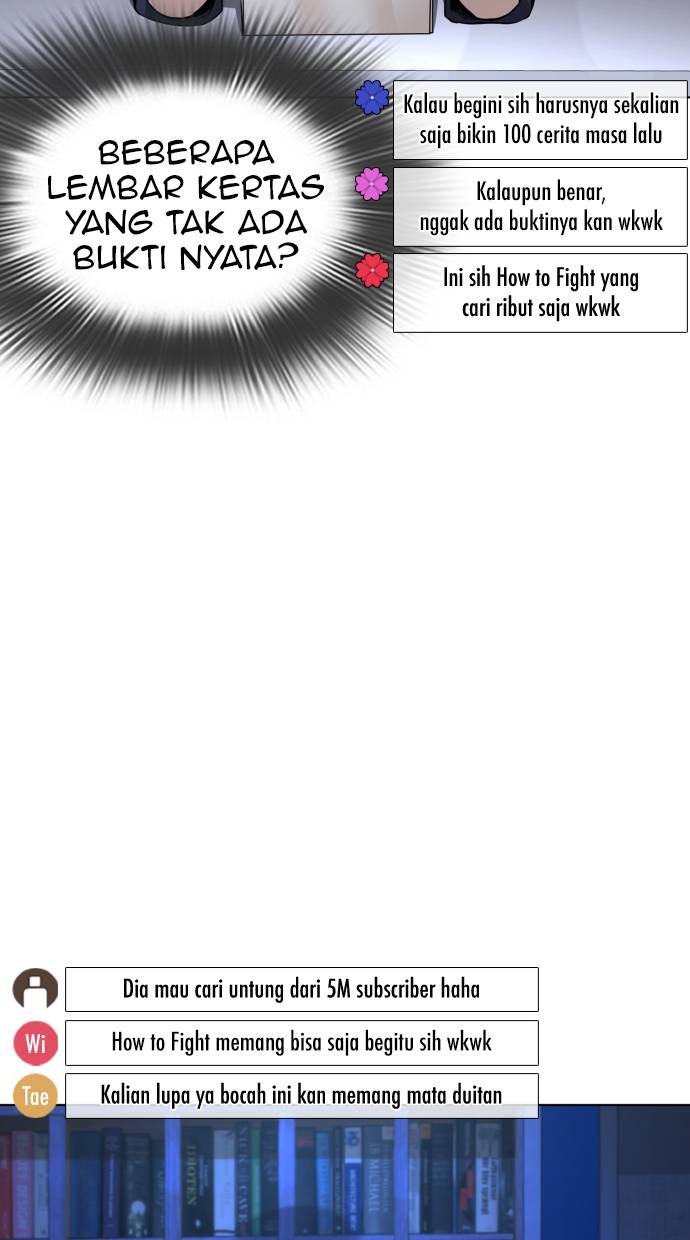 BEBERAPA
LEMBAR KERTAS
YANG TAK ADA
BUKTI NYATA?
Kalau begini sih harusnya sekalian
saja bikin 100 cerita masa lalu
Kalaupun benar,
nggak ada buktinya kan wkwk
Ini sih How to Fight yang
cari ribut saja wkwk
Dia mau cari untung dari 5M subscriber haha
Wi
How to Fight memang bisa saja begitu sih wkwk
Tae
Kalian lupa ya bocah ini kan memang mata duitan
IDIOTEN
MICHAEL